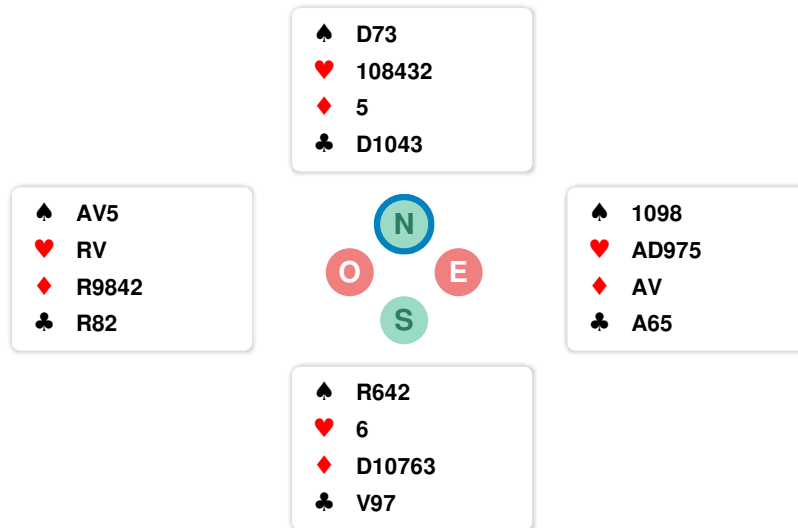 ♠ D73
♥ 108432
♦ 5
♣ D1043
♠ AV5
♥ RV
♦ R9842
♣ R82
N
O E
S
♠ 1098
♥ AD975
♦ AV
♣ A65
♠ R642
♥ 6
♦ D10763
♣ V97